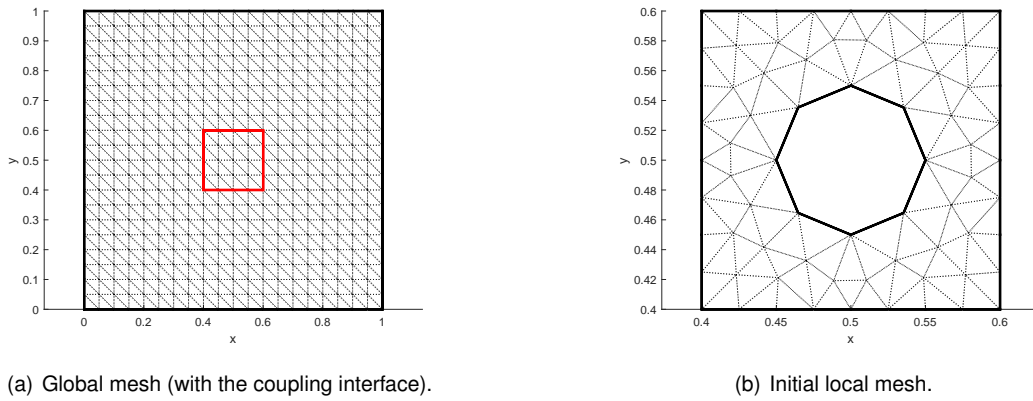 1
0.9
0.8
0.7
0.6
0.5
0.4
0.3
0.2
0.1
0
y
0 0.2 0.4 0.6 0.8 1
x
0.6
0.58
0.56
0.54
0.52
0.5
0.48
0.46
0.44
0.42
0.4
y
0.4 0.45 0.5 0.55 0.6
x
(a) Global mesh (with the coupling interface).
(b) Initial local mesh.